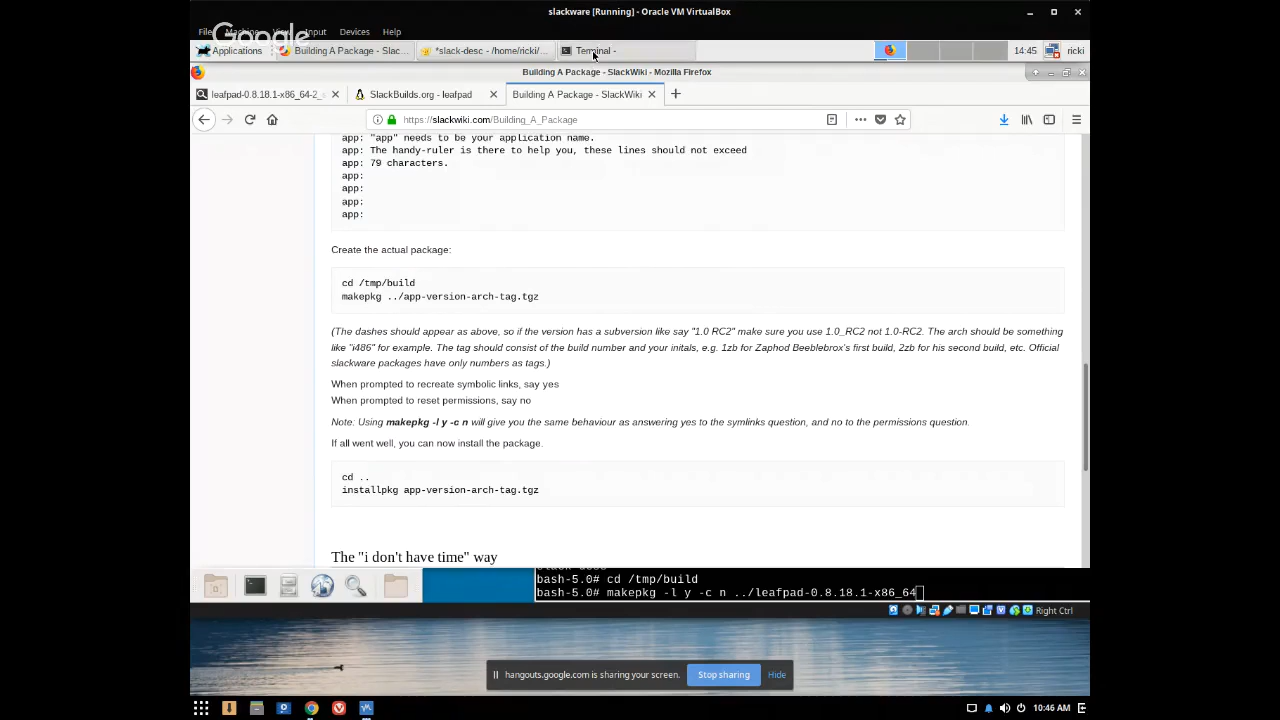 slackware [Running] - Oracle VM VirtualBox
File Machine View Input Devices Help
Google
Applications Building A Package - Slac... *slack-desc - /home/ricki/... Terminal - 14:45 ricki
Building A Package - SlackWiki - Mozilla Firefox
leafpad-0.8.18.1-x86_64-2_s SlackBuilds.org - leafpad Building A Package - SlackWiki
https://slackwiki.com/Building_A_Package
app: "app" needs to be your application name.
app: The handy-ruler is there to help you, these lines should not exceed
app: 79 characters.
app:
app:
app:
app:
Create the actual package:
cd /tmp/build
makepkg ../app-version-arch-tag.tgz
(The dashes should appear as above, so if the version has a subversion like say "1.0 RC2" make sure you use 1.0_RC2 not 1.0-RC2. The arch should be something
like "i486" for example. The tag should consist of the build number and your initals, e.g. 1zb for Zaphod Beeblebrox's first build, 2zb for his second build, etc. Official
slackware packages have only numbers as tags.)
When prompted to recreate symbolic links, say yes
When prompted to reset permissions, say no
Note: Using makepkg -l y -c n will give you the same behaviour as answering yes to the symlinks question, and no to the permissions question.
If all went well, you can now install the package.
cd ..
installpkg app-version-arch-tag.tgz
The "i don't have time" way
bash-5.0# cd /tmp/build
bash-5.0# makepkg -l y -c n ../leafpad-0.8.18.1-x86_64
Right Ctrl
hangouts.google.com is sharing your screen. Stop sharing Hide
10:46 AM